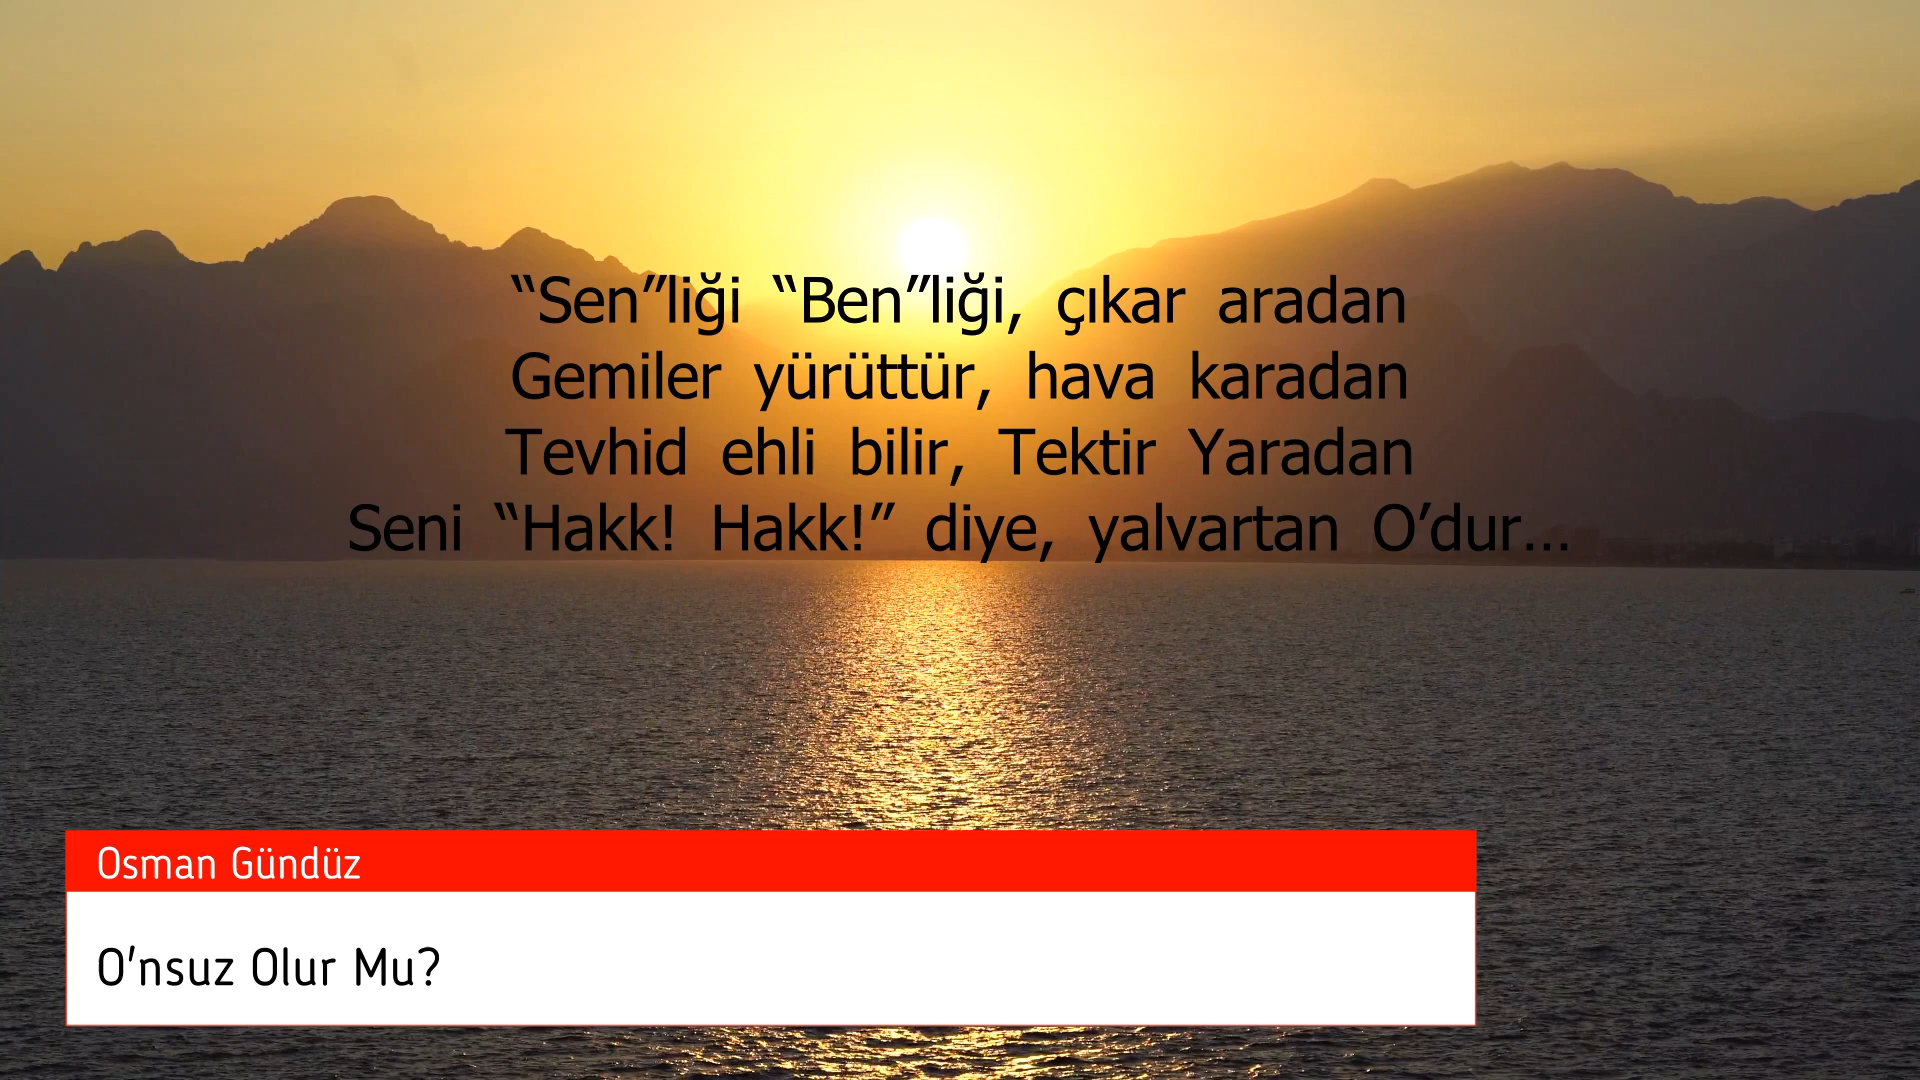 “Sen”liği “Ben”liği, çıkar aradan
Gemiler yürüttür, hava karadan
Tevhid ehli bilir, Tektir Yaradan
Seni “Hakk! Hakk!” diye, yalvartan O’dur...
Osman Gündüz
O'nsuz Olur Mu?